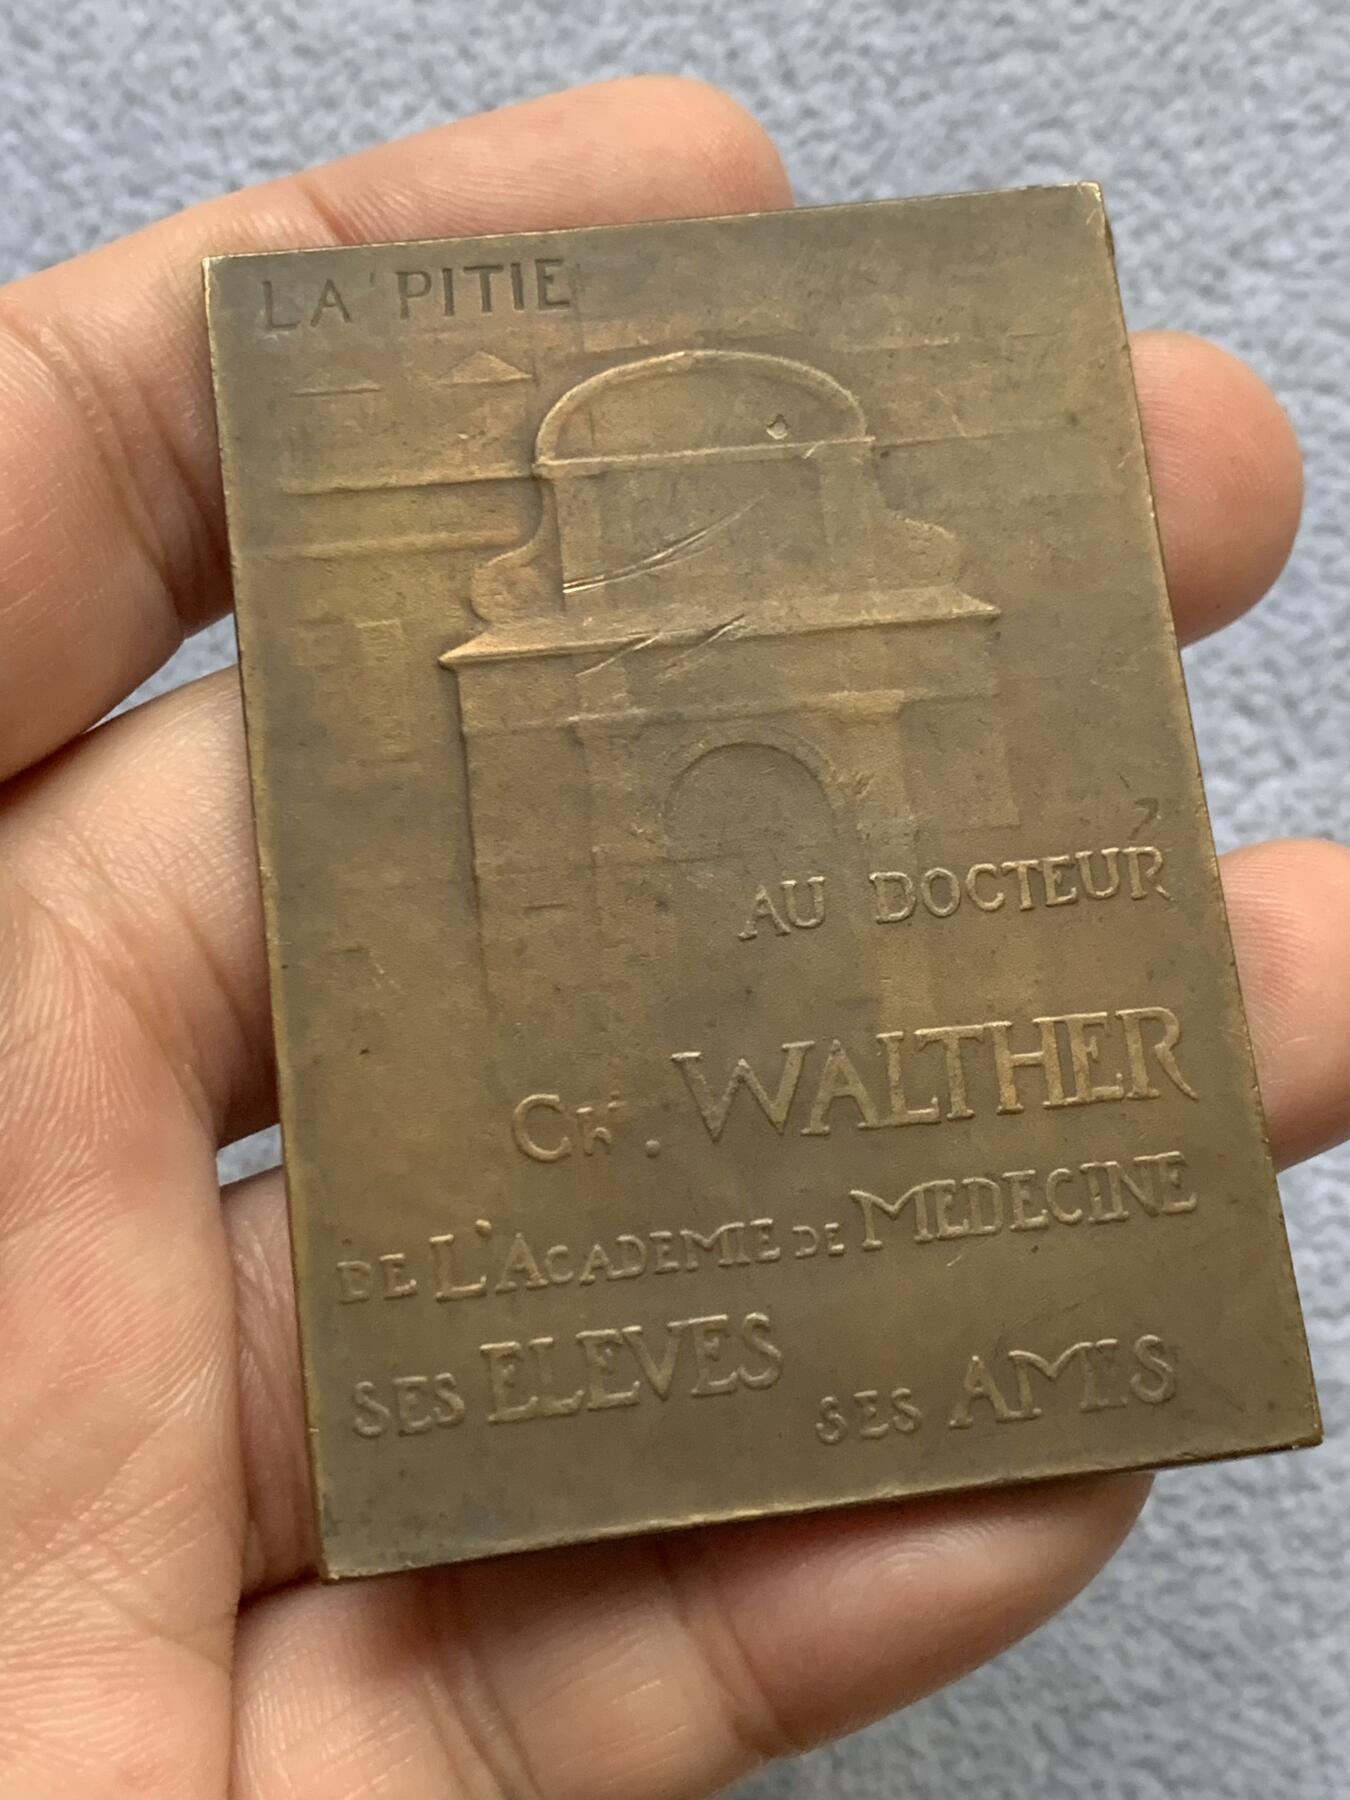 LA PITIE
AU DOCTEUR
CH. WALTHER
DE L'ACADEMIE DE MEDECINE
SES ELEVES SES AMIS